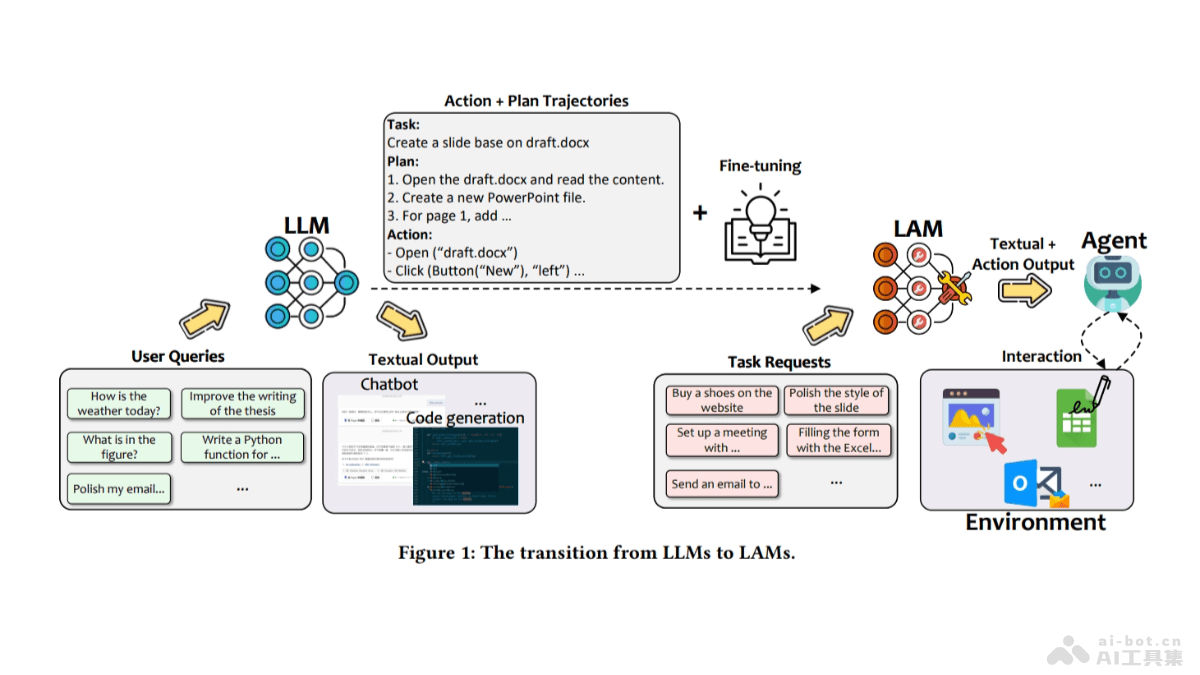 Action + Plan Trajectories
Task:
Create a slide base on draft.docx
Plan:
1. Open the draft.docx and read the content.
2. Create a new PowerPoint file.
3. For page 1, add ...
Action:
- Open (“draft.docx”)
- Click (Button(“New”), “left”) ...
+
Fine-tuning
LLM
LAM
Textual +
Action Output
Agent
User Queries
How is the
weather today?
Improve the writing
of the thesis
What is in the
figure?
Write a Python
function for ...
Polish my email...
...
Textual Output
Chatbot
...
Code generation
Task Requests
Buy a shoes on the
website
Polish the style of
the slide
Set up a meeting
with ...
Filling the form
with the Excel...
Send an email to ...
...
Interaction
O
...
Environment
Figure 1: The transition from LLMs to LAMs.
ai-bot.cn
AI工具集